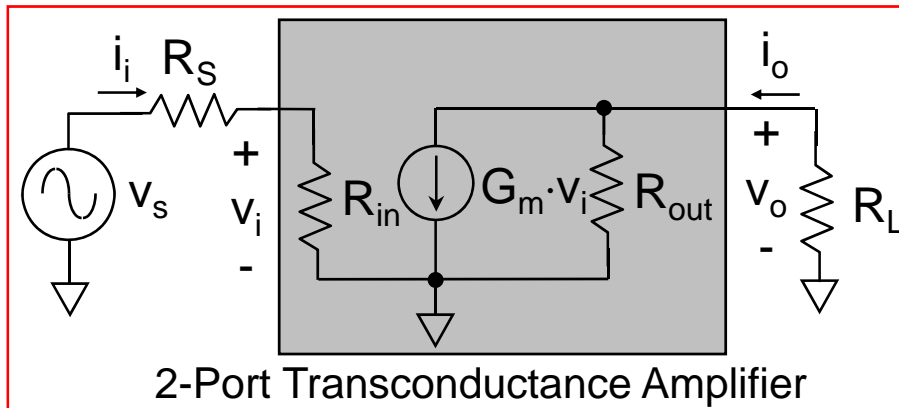 i_i R_S i_o
+ + 
v_s v_i R_in G_m·v_i R_out v_o R_L
- -
2-Port Transconductance Amplifier